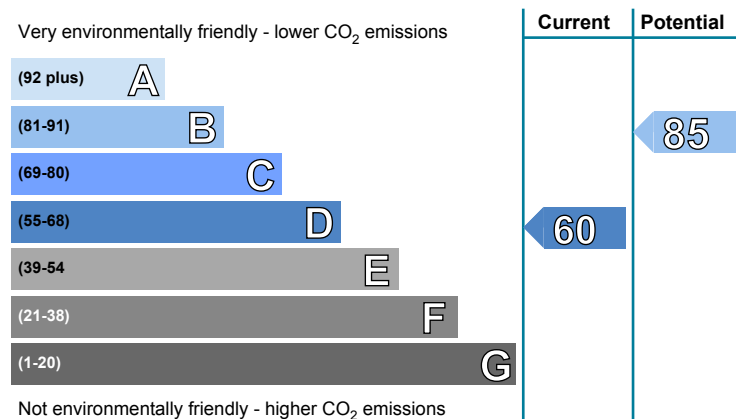 Current Potential
Very environmentally friendly - lower CO2 emissions
(92 plus) A
(81-91) B
85
(69-80) C
(55-68) D
60
(39-54 E
(21-38) F
(1-20) G
Not environmentally friendly - higher CO2 emissions